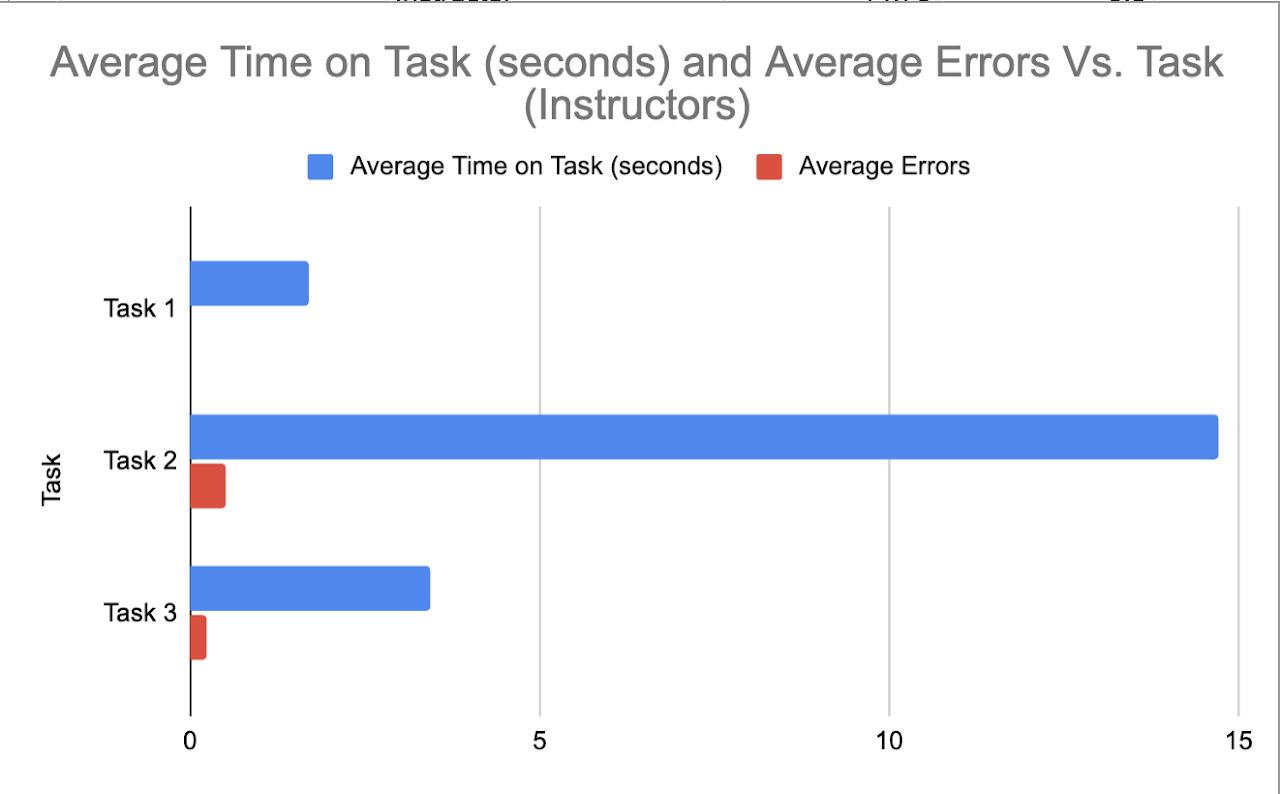 Average Time on Task (seconds) and Average Errors Vs. Task
(Instructors)
Average Time on Task (seconds) Average Errors
Task 1
Task 2
Task
Task 3
0 5 10 15